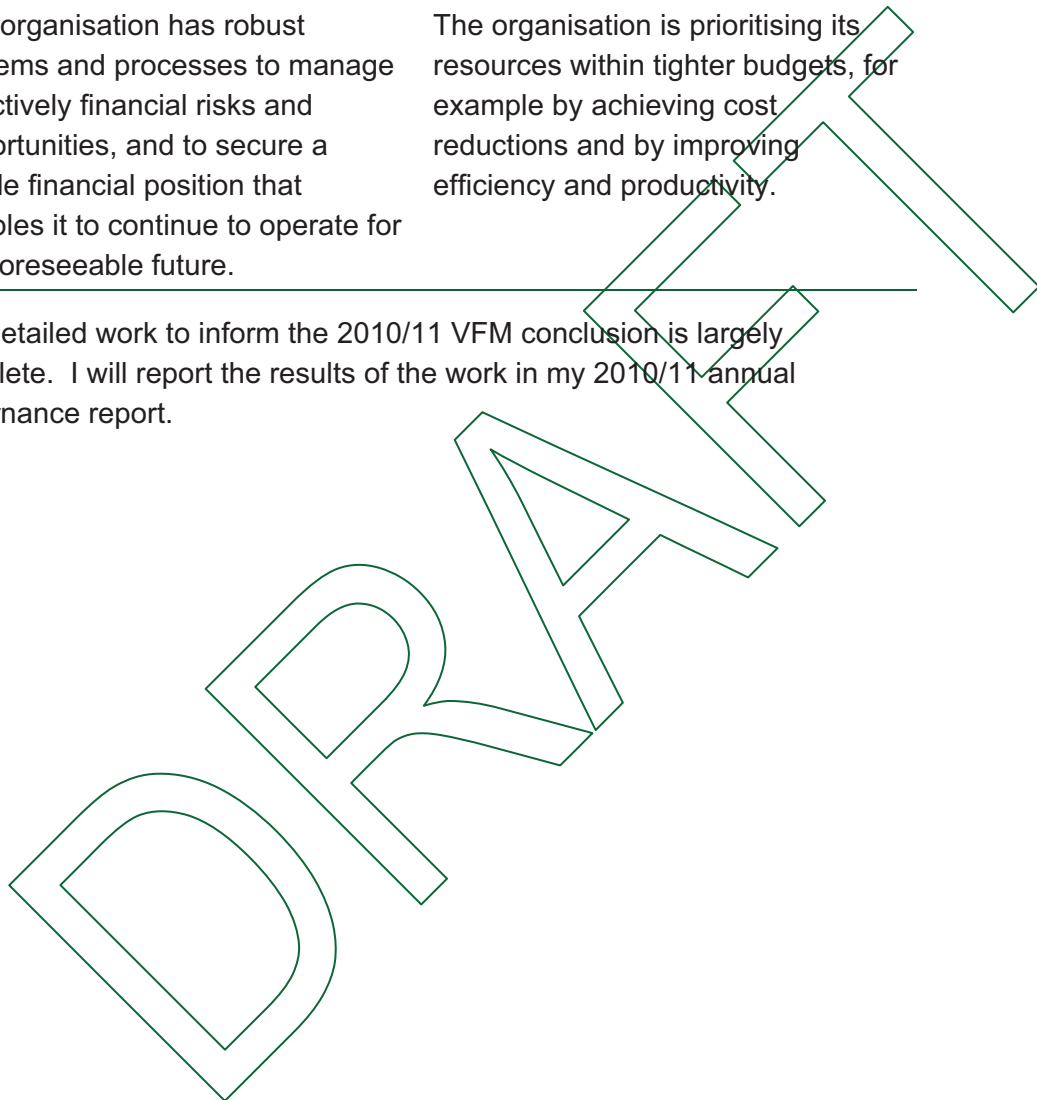 organisation has robust
ems and processes to manage
ctively financial risks and
ortunities, and to secure a
le financial position that
bles it to continue to operate for
oreseeable future.
The organisation is prioritising its
resources within tighter budgets, for
example by achieving cost
reductions and by improving
efficiency and productivity.
etailed work to inform the 2010/11 VFM conclusion is largely
lete.  I will report the results of the work in my 2010/11 annual
rnance report.
DRAFT